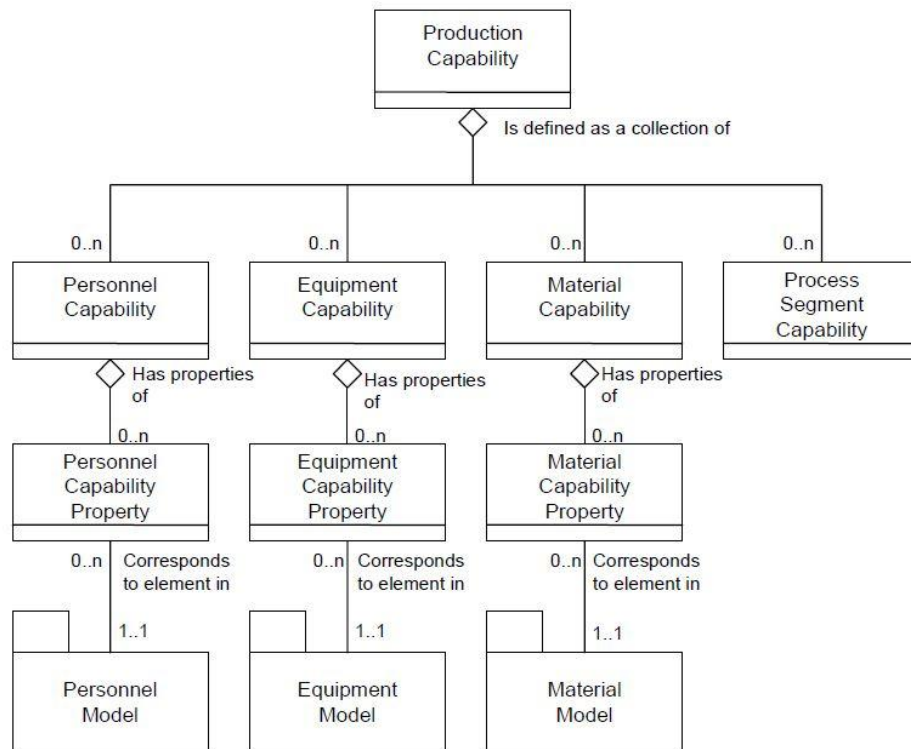 Production
Capability
Is defined as a collection of
0..n
0..n
0..n
0..n
Personnel
Capability
Equipment
Capability
Material
Capability
Process
Segment
Capability
Has properties
of
Has properties
of
Has properties
of
0..n
0..n
0..n
Personnel
Capability
Property
Equipment
Capability
Property
Material
Capability
Property
0..n
Corresponds
to element in
0..n
Corresponds
to element in
0..n
Corresponds
to element in
1..1
1..1
1..1
Personnel
Model
Equipment
Model
Material
Model